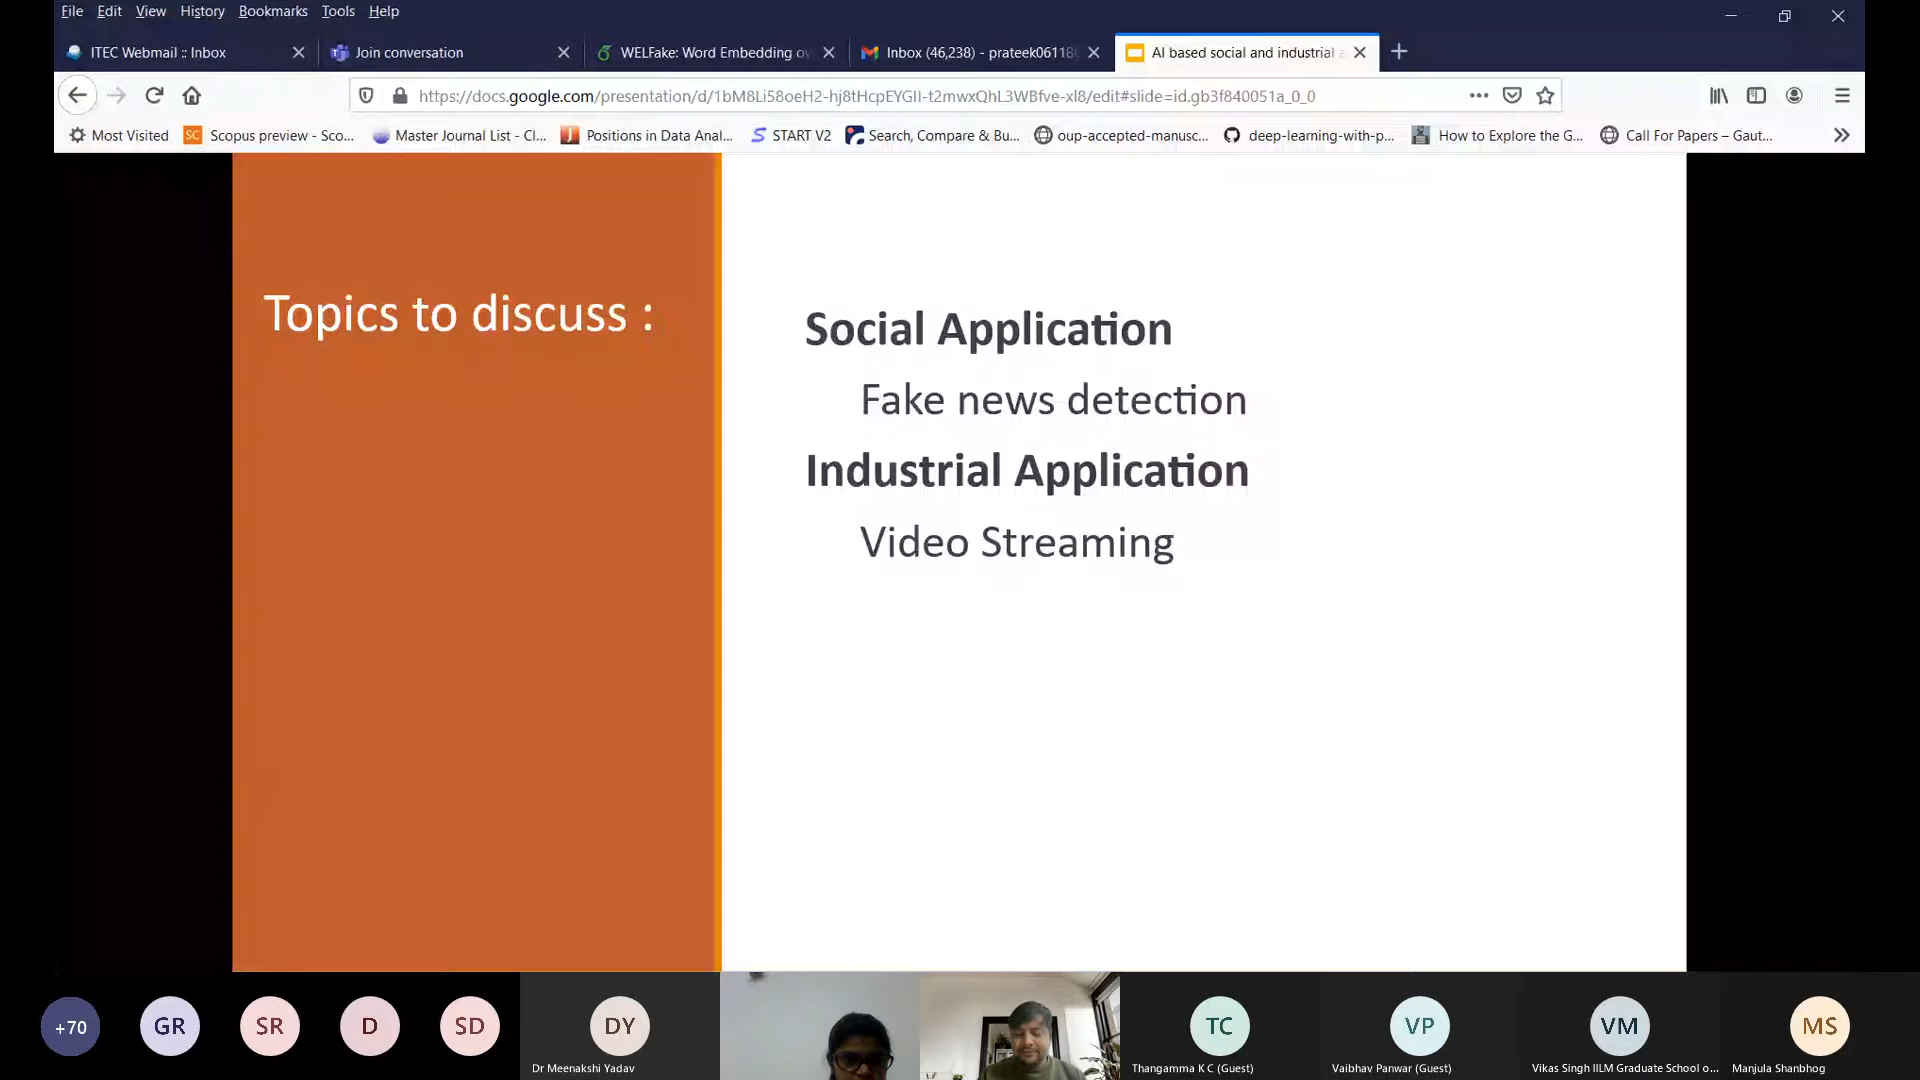 File Edit View History Bookmarks Tools Help
ITEC Webmail :: Inbox
Join conversation
WELFake: Word Embedding ov
Inbox (46,238) - prateek06118
AI based social and industrial a
https://docs.google.com/presentation/d/1bM8Li58oeH2-hj8tHcpEYGII-t2mwxQhL3WBfve-xI8/edit#slide=id.gb3f840051a_0_0
Most Visited
SC Scopus preview - Sco...
Master Journal List - Cl...
Positions in Data Anal...
START V2
Search, Compare & Bu...
oup-accepted-manusc...
deep-learning-with-p...
How to Explore the G...
Call For Papers – Gaut...
Topics to discuss :
Social Application
Fake news detection
Industrial Application
Video Streaming
+70
GR
SR
D
SD
DY
Dr Meenakshi Yadav
TC
Thangamma K C (Guest)
VP
Vaibhav Panwar (Guest)
VM
Vikas Singh IILM Graduate School o...
MS
Manjula Shanbhog